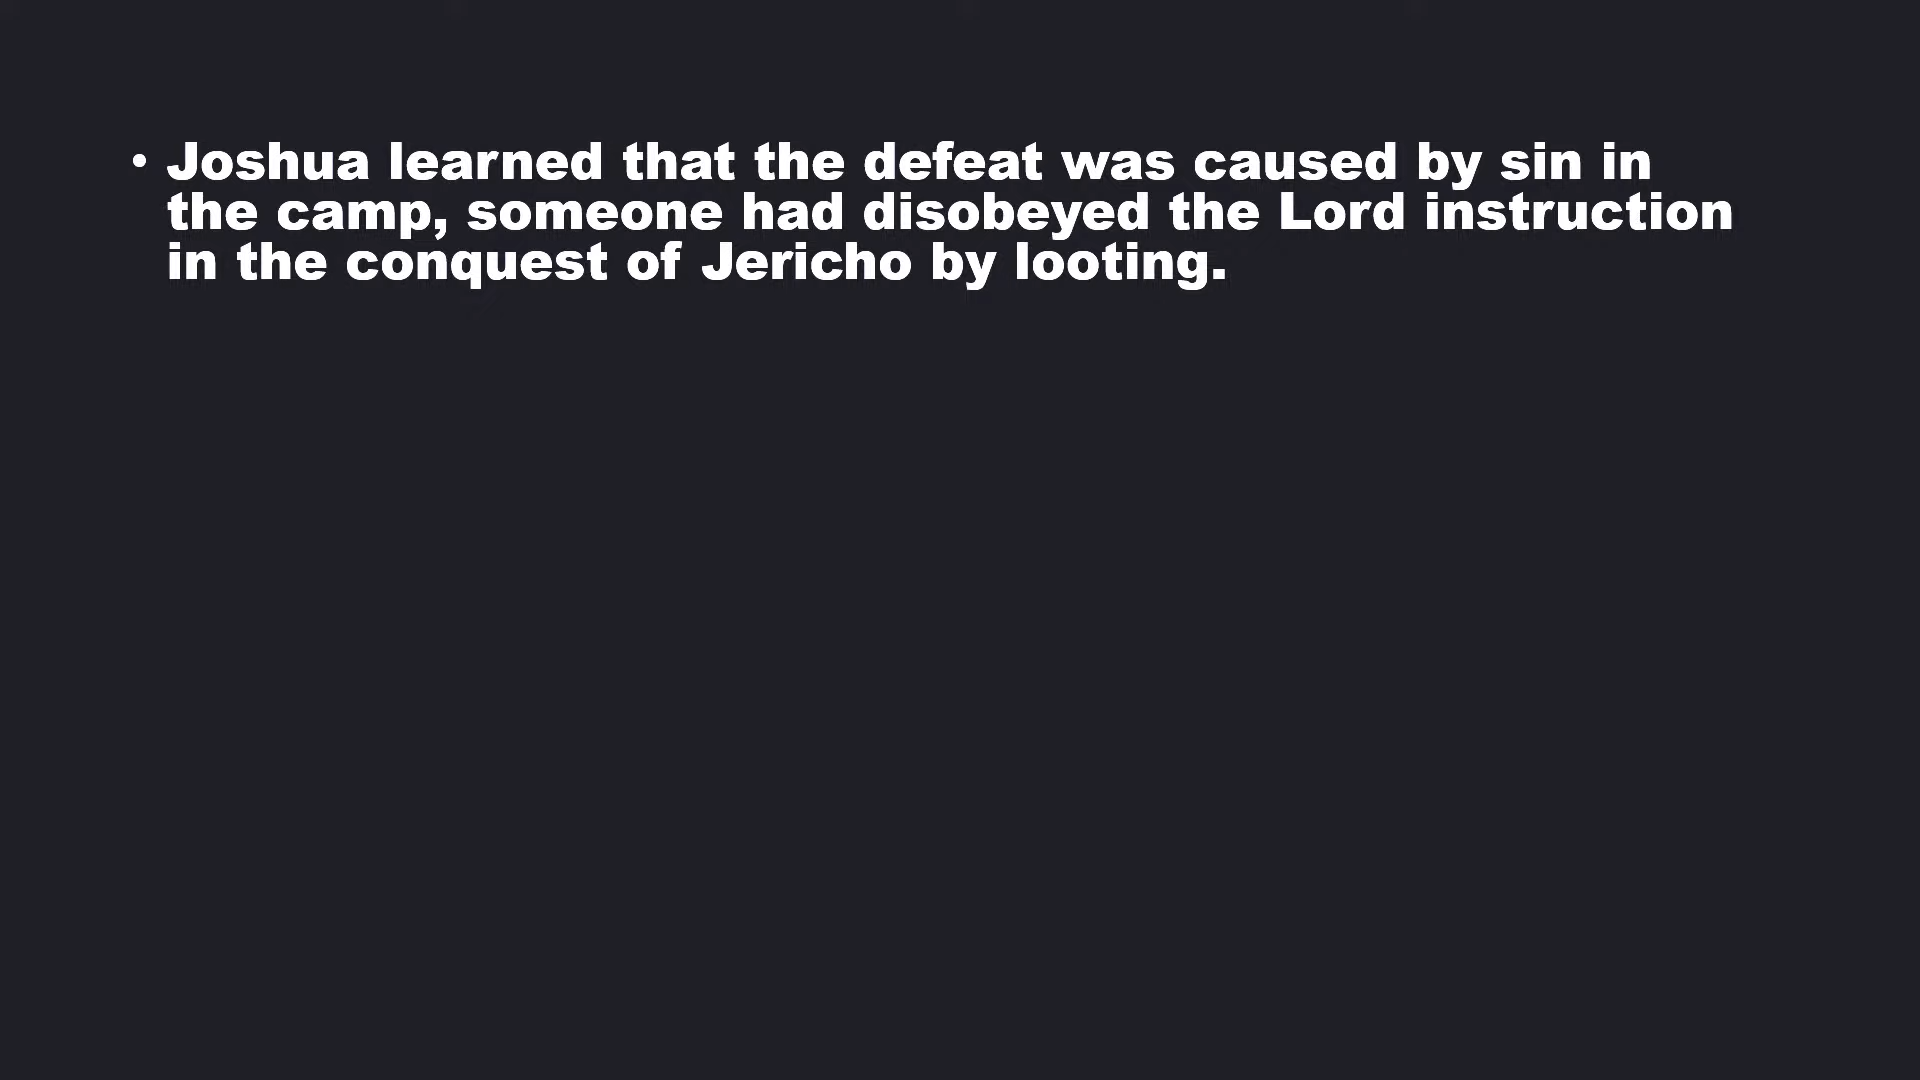 • Joshua learned that the defeat was caused by sin in
the camp, someone had disobeyed the Lord instruction
in the conquest of Jericho by looting.